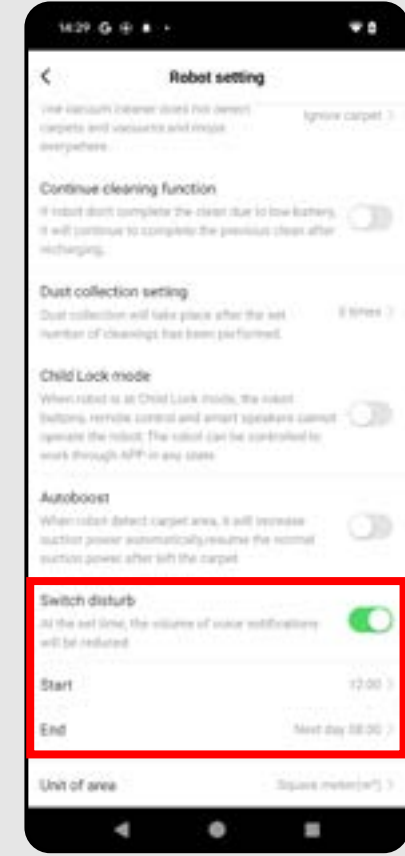 14:29 G
Robot setting
the vacuum cleaner does not detect
carpets and vacuums and mops
everywhere.
Ignore carpet >
Continue cleaning function
If robot don't complete the clean due to low battery,
it will continue to complete the previous clean after
recharging.
Dust collection setting
Dust collection will take place after the set
number of cleanings has been performed.
times >
Child Lock mode
When robot is at Child Lock mode, the robot
buttons, remote control and smart speakers cannot
operate the robot. The robot can be controlled to
work through APP in any state.
Autoboost
When robot detect carpet area, it will increase
suction power automatically,resume the normal
suction power after left the carpet
Switch disturb
At the set time, the volume of voice notifications
will be reduced
Start 12:00 >
End Next day 08:00 >
Unit of area Square meter(m²) >